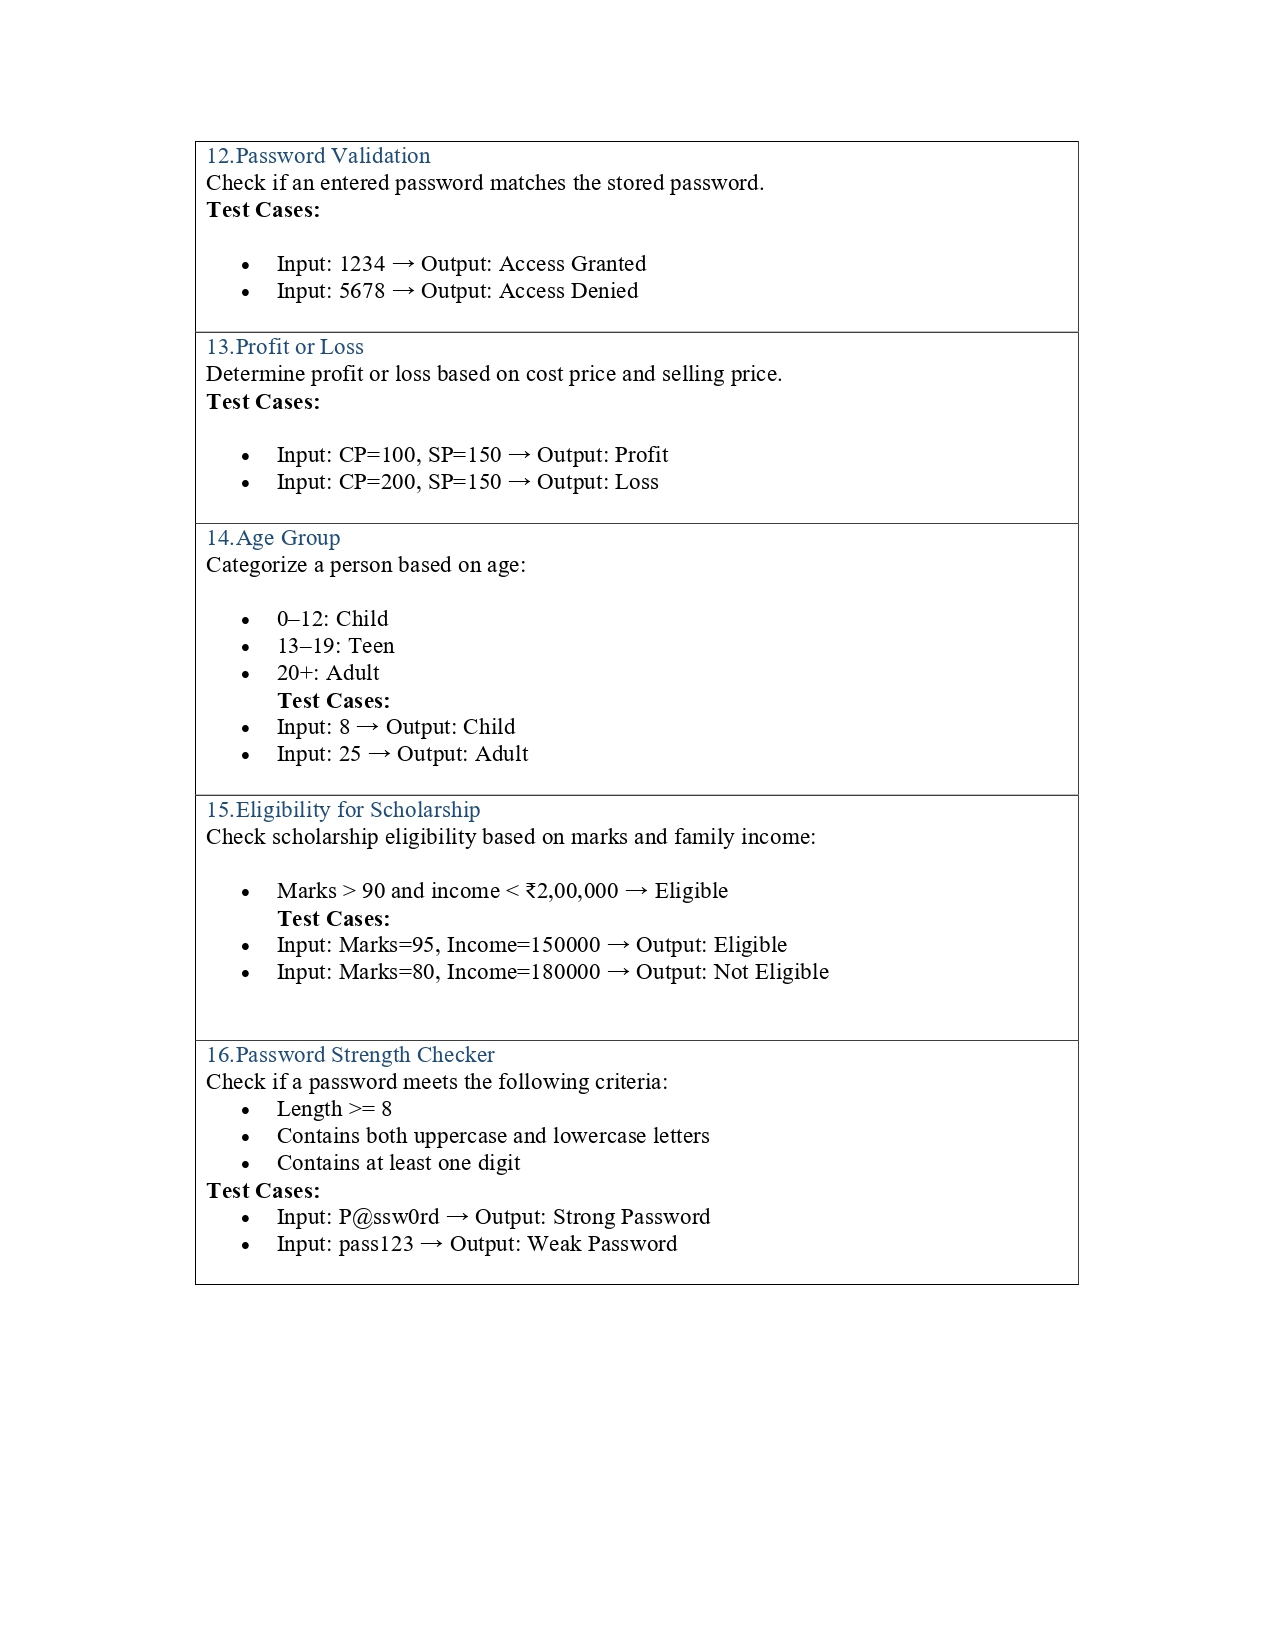 12.Password Validation
Check if an entered password matches the stored password.
Test Cases:
• Input: 1234 → Output: Access Granted
• Input: 5678 → Output: Access Denied
13.Profit or Loss
Determine profit or loss based on cost price and selling price.
Test Cases:
• Input: CP=100, SP=150 → Output: Profit
• Input: CP=200, SP=150 → Output: Loss
14.Age Group
Categorize a person based on age:
• 0–12: Child
• 13–19: Teen
• 20+: Adult
Test Cases:
• Input: 8 → Output: Child
• Input: 25 → Output: Adult
15.Eligibility for Scholarship
Check scholarship eligibility based on marks and family income:
• Marks > 90 and income < ₹2,00,000 → Eligible
Test Cases:
• Input: Marks=95, Income=150000 → Output: Eligible
• Input: Marks=80, Income=180000 → Output: Not Eligible
16.Password Strength Checker
Check if a password meets the following criteria:
• Length >= 8
• Contains both uppercase and lowercase letters
• Contains at least one digit
Test Cases:
• Input: P@ssw0rd → Output: Strong Password
• Input: pass123 → Output: Weak Password